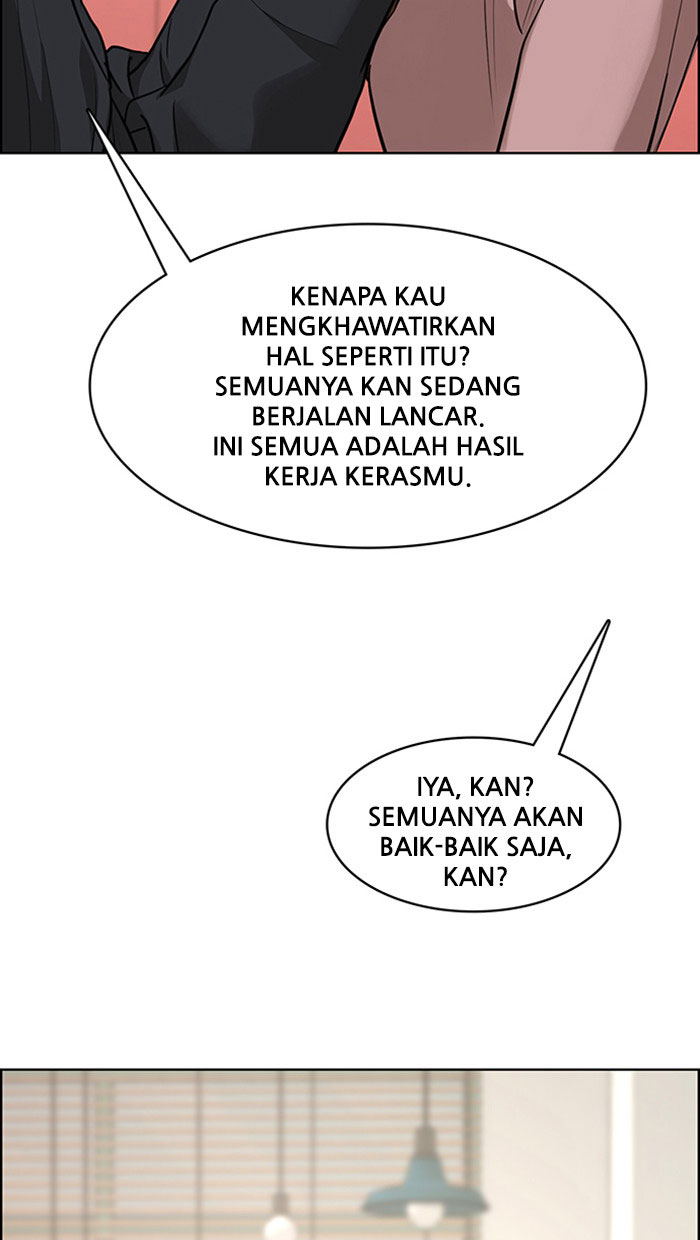 KENAPA KAU
MENGKHAWATIRKAN
HAL SEPERTI ITU?
SEMUANYA KAN SEDANG
BERJALAN LANCAR.
INI SEMUA ADALAH HASIL
KERJA KERASMU.
IYA, KAN?
SEMUANYA AKAN
BAIK-BAIK SAJA,
KAN?